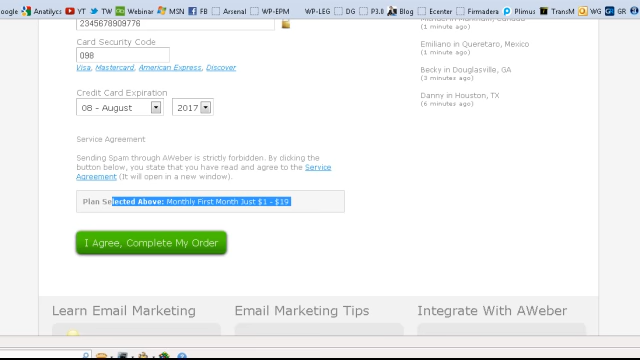 oogle Anatilycs YT TW Webinar MSN FB Arsenal WP-EPM WP-LEG DG P3.0 Blog Ecenter Firmadera Plimus TransM WG GR
2345678909776
(1 minute ago)
Card Security Code
098
Visa, Mastercard, American Express, Discover
Emiliano in Queretaro, Mexico
(1 minute ago)
Becky in Douglasville, GA
(3 minutes ago)
Danny in Houston, TX
(6 minutes ago)
Credit Card Expiration
08 - August 2017
Service Agreement
Sending Spam through AWeber is strictly forbidden. By clicking the
button below, you state that you have read and agree to the Service
Agreement (It will open in a new window).
Plan Selected Above: Monthly First Month Just $1 - $19
I Agree, Complete My Order
Learn Email Marketing Email Marketing Tips Integrate With AWeber